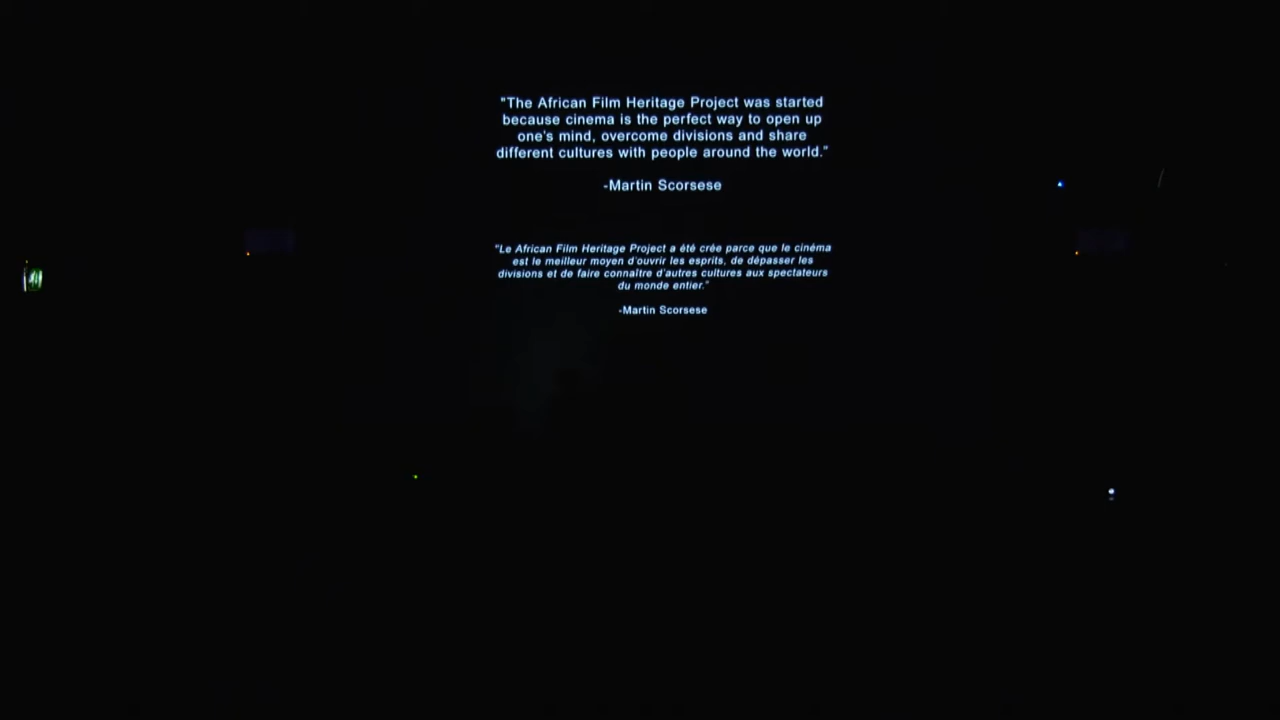 "The African Film Heritage Project was started
because cinema is the perfect way to open up
one's mind, overcome divisions and share
different cultures with people around the world."
-Martin Scorsese
"Le African Film Heritage Project a été crée parce que le cinéma
est le meilleur moyen d'ouvrir les esprits, de dépasser les
divisions et de faire connaître d'autres cultures aux spectateurs
du monde entier."
-Martin Scorsese